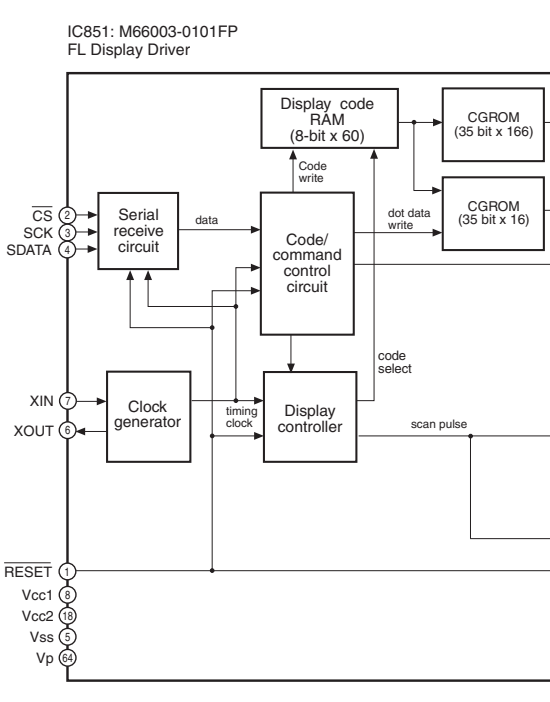 IC851: M66003-0101FP
FL Display Driver
Display code
RAM
(8-bit x 60)
CGROM
(35 bit x 166)
Code
write
CGROM
(35 bit x 16)
CS 2
SCK 3
SDATA 4
Serial
receive
circuit
data
Code/
command
control
circuit
dot data
write
code
select
XIN 7
XOUT 6
Clock
generator
timing
clock
Display
controller
scan pulse
RESET 1
Vcc1 8
Vcc2 18
Vss 5
Vp 64